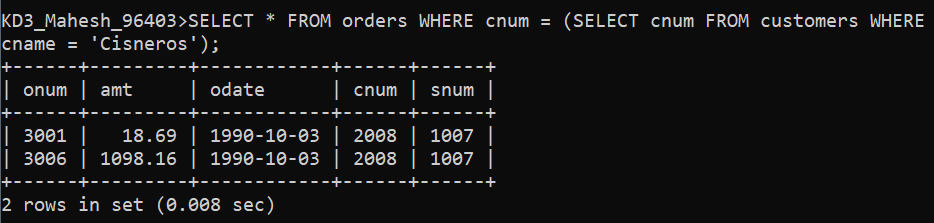 KD3_Mahesh_96403>SELECT * FROM orders WHERE cnum = (SELECT cnum FROM customers WHERE
cname = 'Cisneros');
+------+---------+------------+------+------+
| onum | amt     | odate      | cnum | snum |
+------+---------+------------+------+------+
| 3001 |   18.69 | 1990-10-03 | 2008 | 1007 |
| 3006 | 1098.16 | 1990-10-03 | 2008 | 1007 |
+------+---------+------------+------+------+
2 rows in set (0.008 sec)